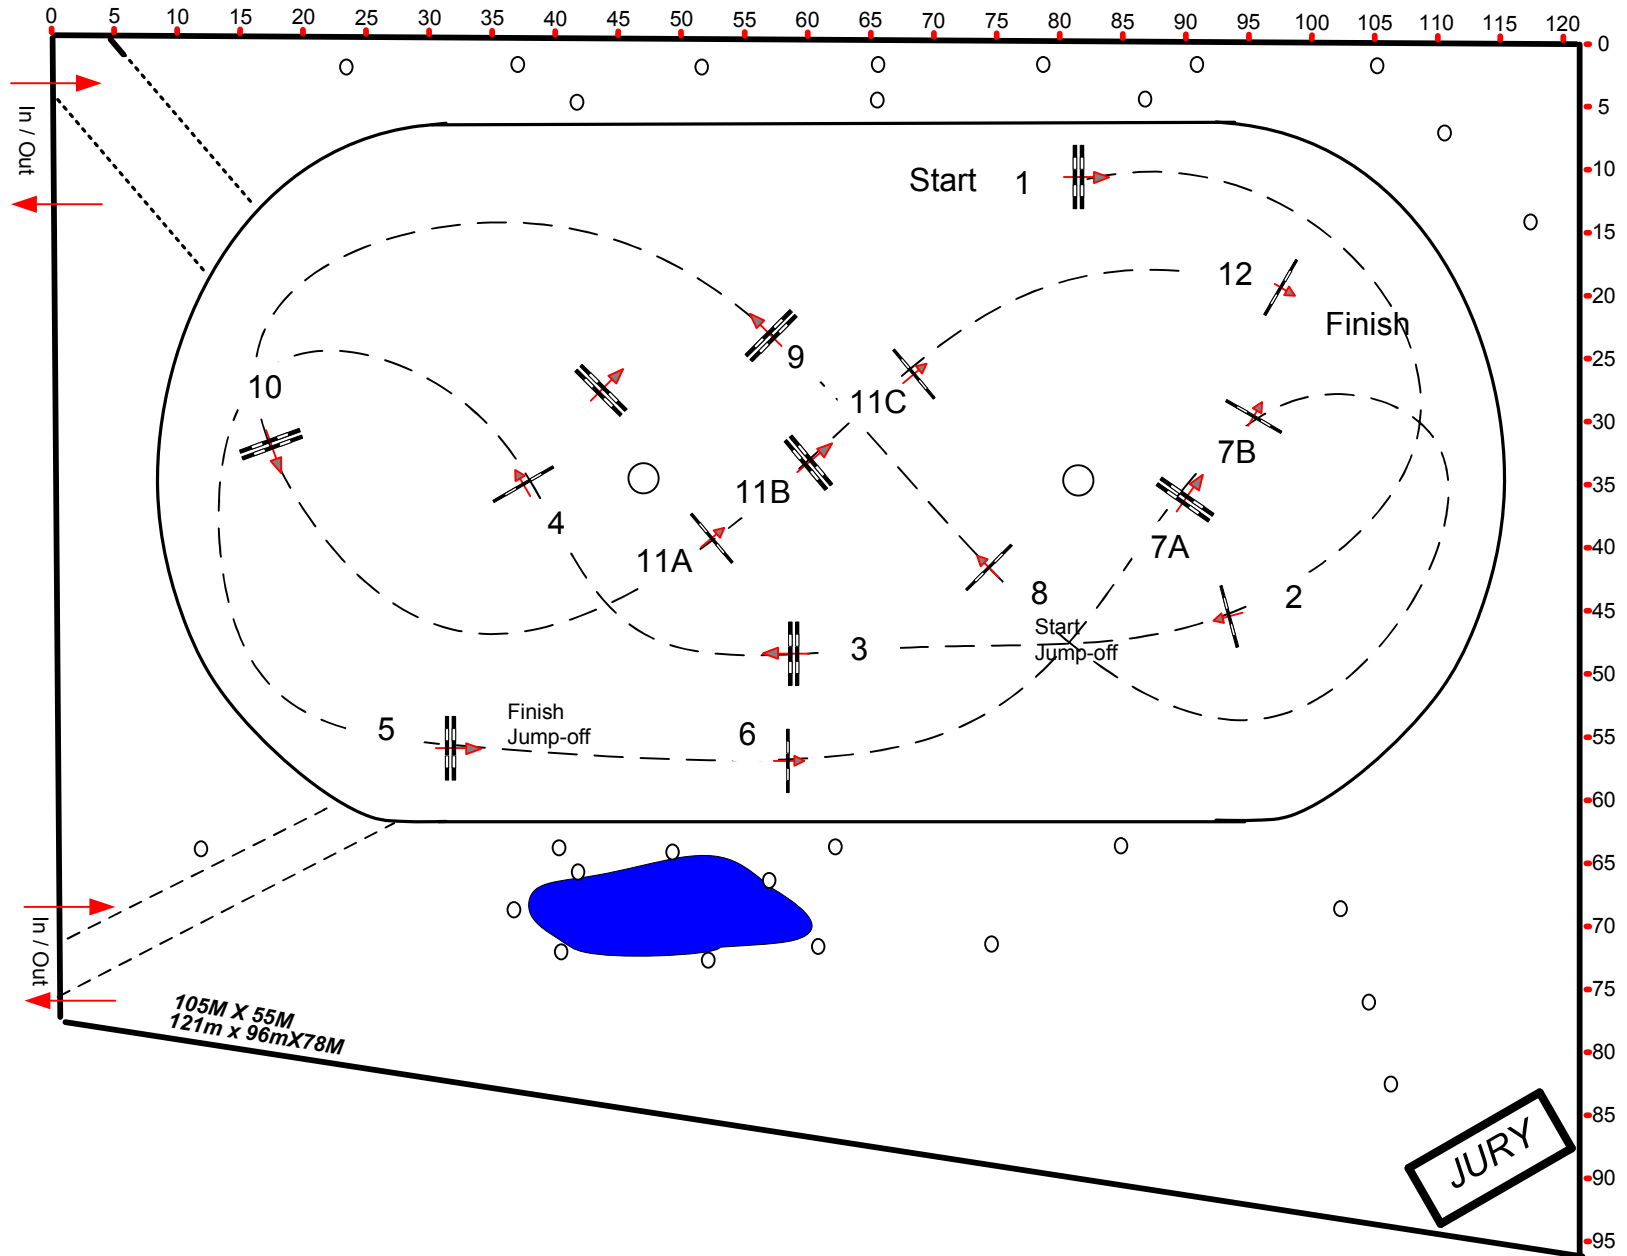 0 5 10 15 20 25 30 35 40 45 50 55 60 65 70 75 80 85 90 95 100 105 110 115 120
0
5
10
15
20
25
30
35
40
45
50
55
60
65
70
75
80
85
90
95
In / Out
Start 1
12
Finish
9
10
11C
7B
11B
4
11A
7A
8
2
Start
Jump-off
3
Finish
Jump-off
5
6
In / Out
105M X 55M
121m x 96mX78M
JURY